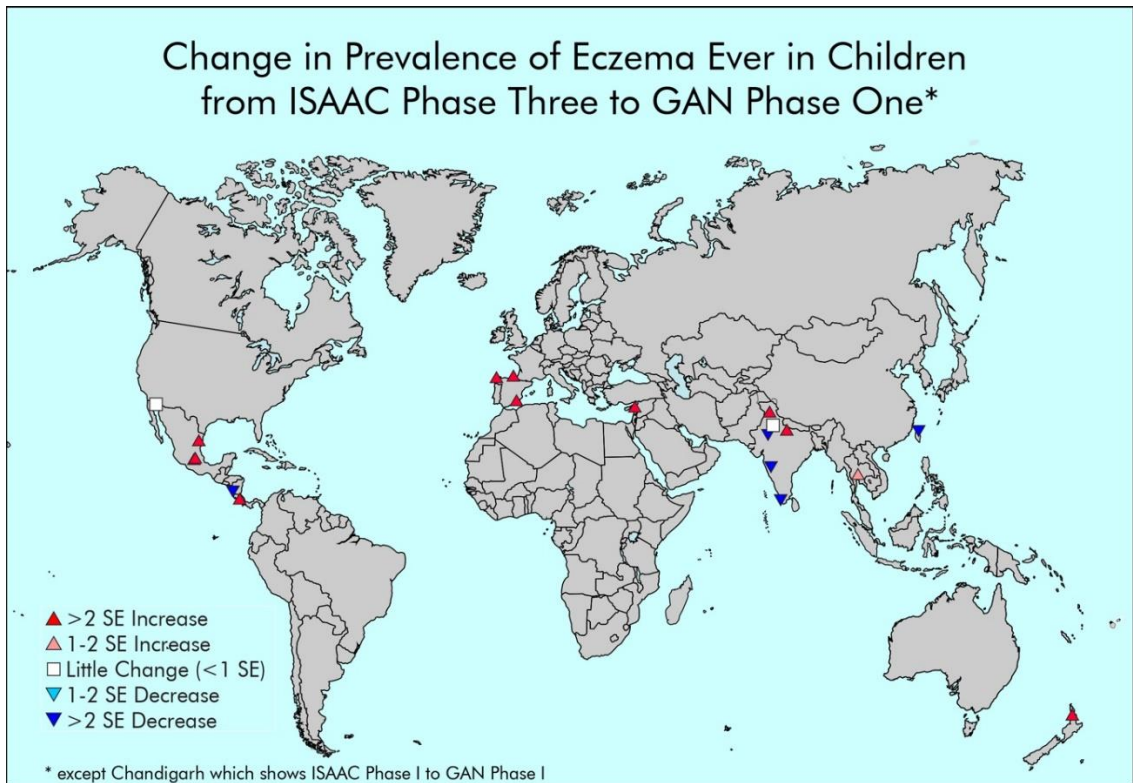 Change in Prevalence of Eczema Ever in Children
from ISAAC Phase Three to GAN Phase One*
>2 SE Increase
1-2 SE Increase
Little Change (<1 SE)
1-2 SE Decrease
>2 SE Decrease
* except Chandigarh which shows ISAAC Phase I to GAN Phase I